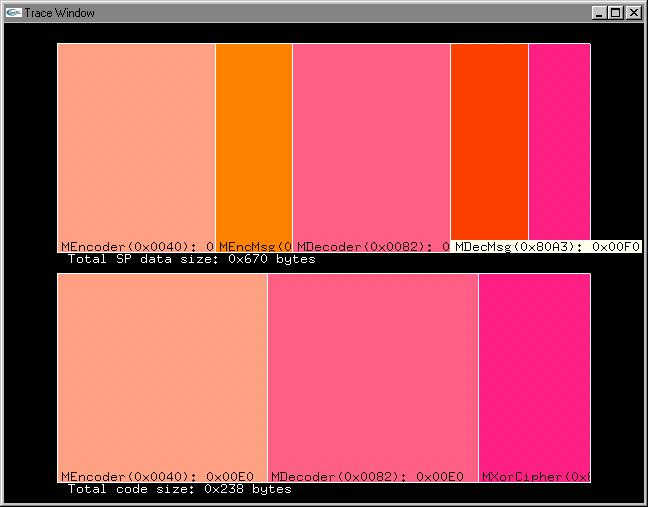 Trace Window
MEncoder(0x0040): 0 MEncMsg(0 MDecoder(0x0082): 0 MDecMsg(0x80A3): 0x00F0
Total SP data size: 0x670 bytes
MEncoder(0x0040): 0x00E0 MDecoder(0x0082): 0x00E0 MXorCipher(0x
Total code size: 0x238 bytes